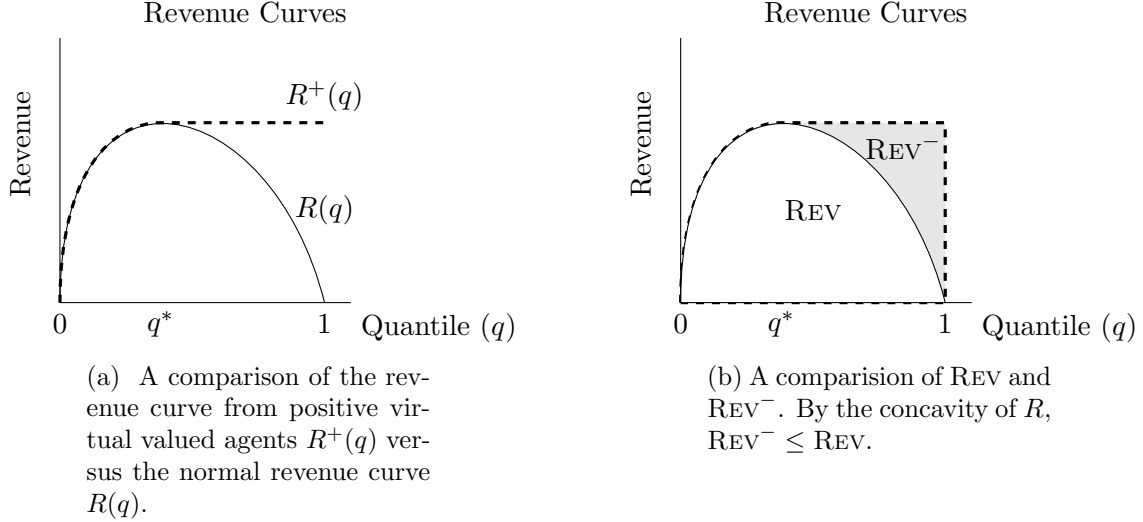 Revenue Curves
Revenue
R⁺(q)
R(q)
0
q*
1
Quantile (q)
(a) A comparison of the rev-
enue curve from positive vir-
tual valued agents R⁺(q) ver-
sus the normal revenue curve
R(q).
Revenue Curves
Revenue
REV⁻
REV
0
q*
1
Quantile (q)
(b) A comparision of REV and
REV⁻. By the concavity of R,
REV⁻ ≤ REV.